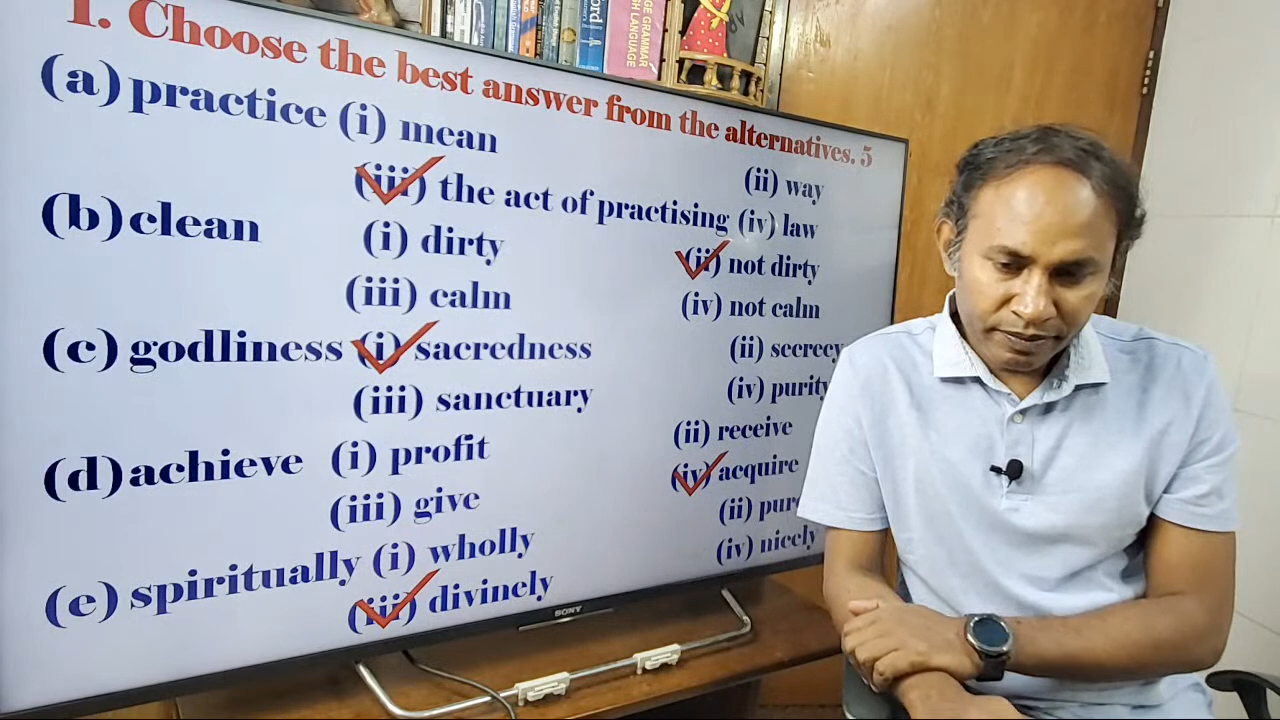 1. Choose the best answer from the alternatives. 5
(a) practice (i) mean (ii) way
(iii) the act of practising (iv) law
(b) clean (i) dirty (ii) not dirty
(iii) calm (iv) not calm
(c) godliness (i) sacredness (ii) secrecy
(iii) sanctuary (iv) purity
(d) achieve (i) profit (ii) receive
(iii) give (iv) acquire
(e) spiritually (i) wholly (ii)
(iii) divinely (iv) nicely
SONY
GRAMMAR
LANGUAGE